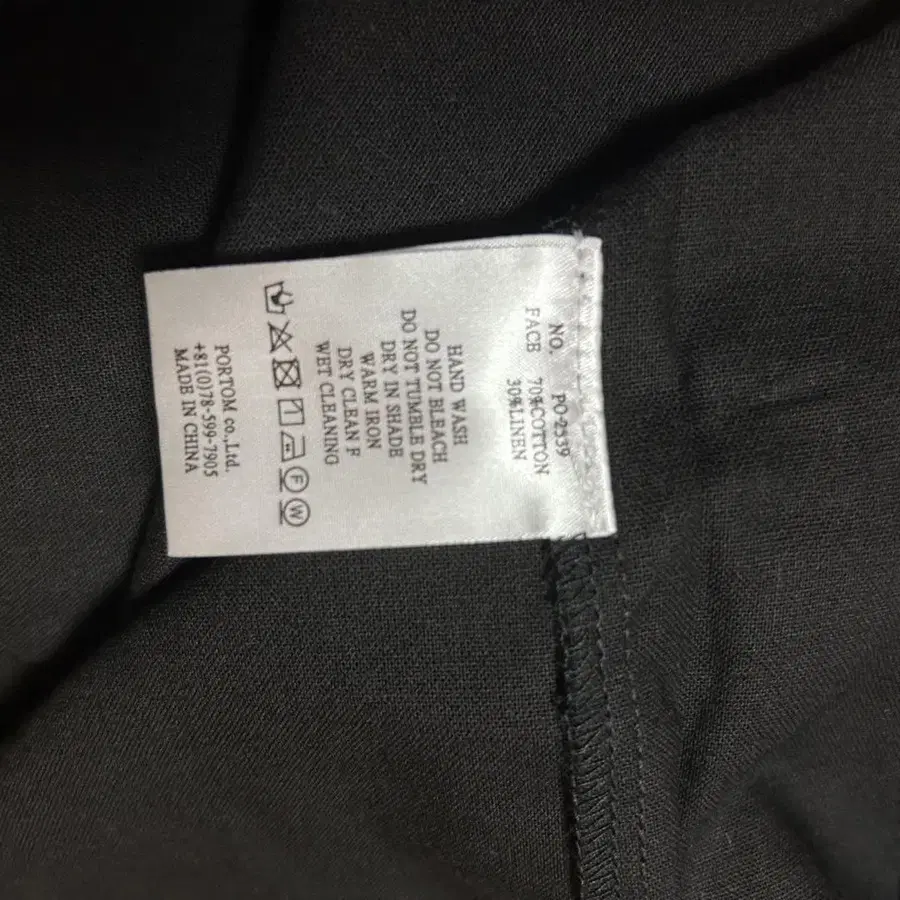 NO. PO-2539
FACB 70%COTTON
30%LINEN
HAND WASH
DO NOT BLEACH
DO NOT TUMBLE DRY
DRY IN SHADE
WARM IRON
DRY CLEAN F
WET CLEANING
F W
PORTOM co.,Ltd.
+81(0)78-599-7905
MADE IN CHINA